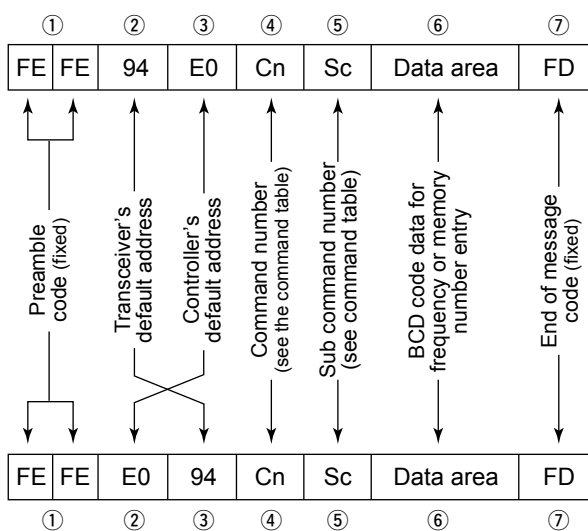 ① ② ③ ④ ⑤ ⑥ ⑦
FE FE 94 E0 Cn Sc Data area FD
Preamble
code (fixed)
Transceiver's
default address
Controller's
default address
Command number
(see the command table)
Sub command number
(see command table)
BCD code data for
frequency or memory
number entry
End of message
code (fixed)
FE FE E0 94 Cn Sc Data area FD
① ② ③ ④ ⑤ ⑥ ⑦